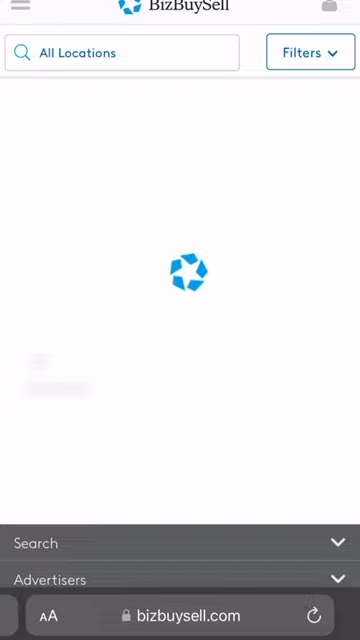 BizBuySell
All Locations
Filters
Search
Advertisers
AA bizbuysell.com